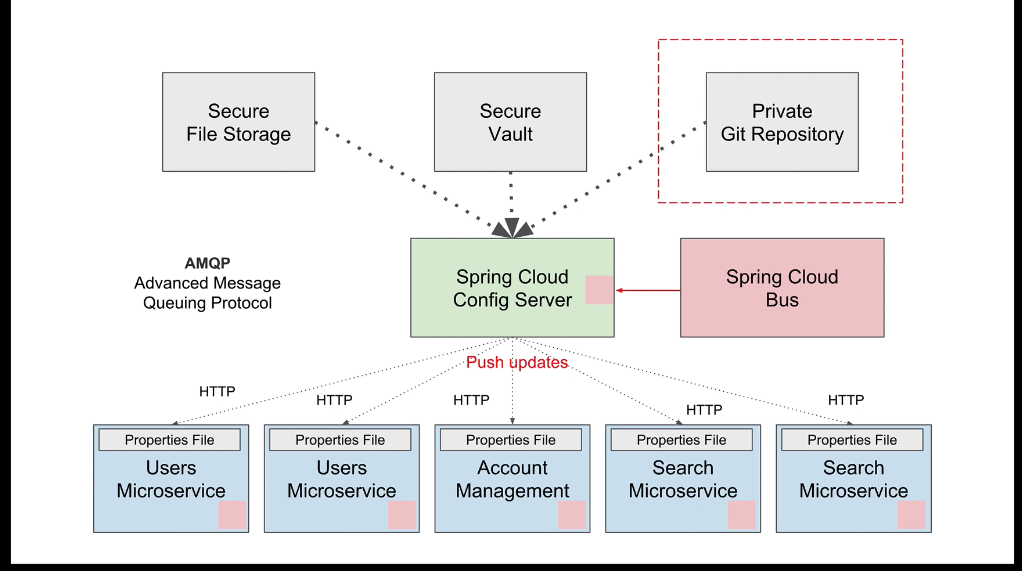 Secure
File Storage
Secure
Vault
Private
Git Repository
AMQP
Advanced Message
Queuing Protocol
Spring Cloud
Config Server
Spring Cloud
Bus
Push updates
HTTP
HTTP
HTTP
HTTP
HTTP
Properties File
Users
Microservice
Properties File
Users
Microservice
Properties File
Account
Management
Properties File
Search
Microservice
Properties File
Search
Microservice